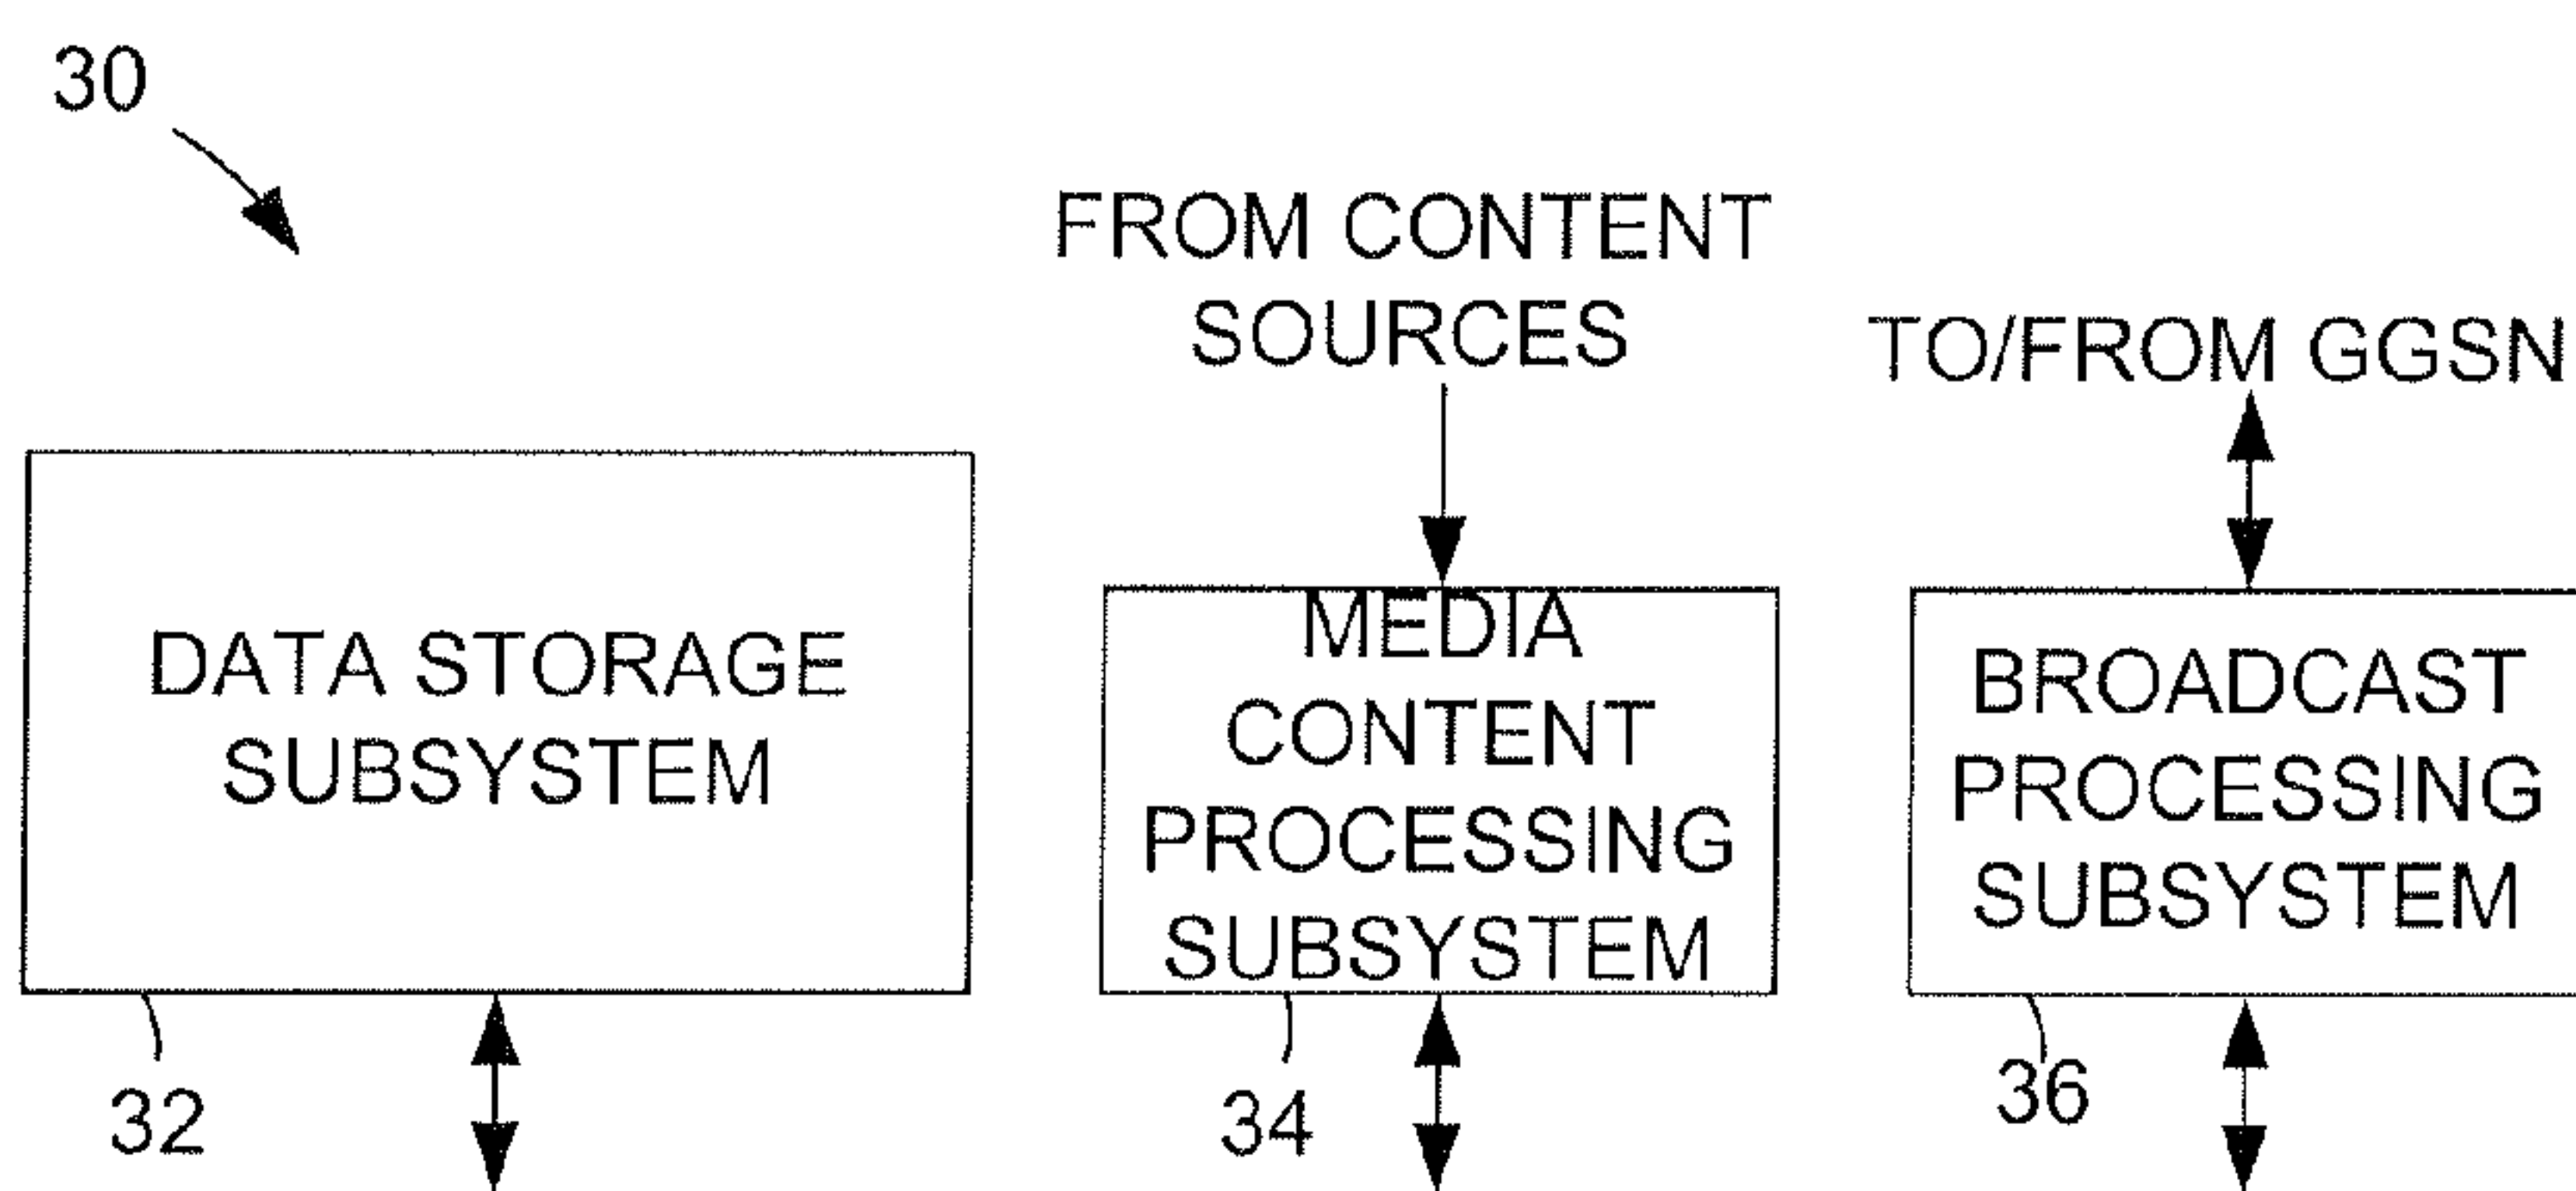 30
FROM CONTENT
SOURCES
TO/FROM GGSN
DATA STORAGE
SUBSYSTEM
MEDIA
CONTENT
PROCESSING
SUBSYSTEM
BROADCAST
PROCESSING
SUBSYSTEM
32
34
36